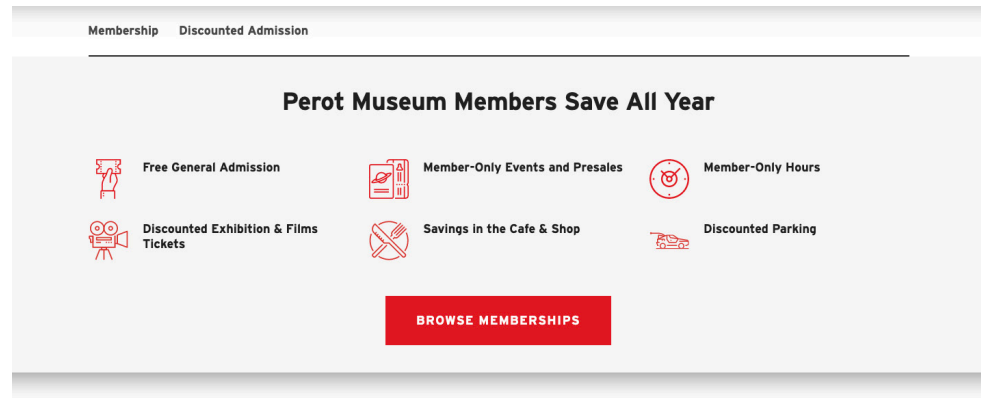 Membership Discounted Admission
Perot Museum Members Save All Year
Free General Admission
Member-Only Events and Presales
Member-Only Hours
Discounted Exhibition & Films
Tickets
Savings in the Cafe & Shop
Discounted Parking
BROWSE MEMBERSHIPS